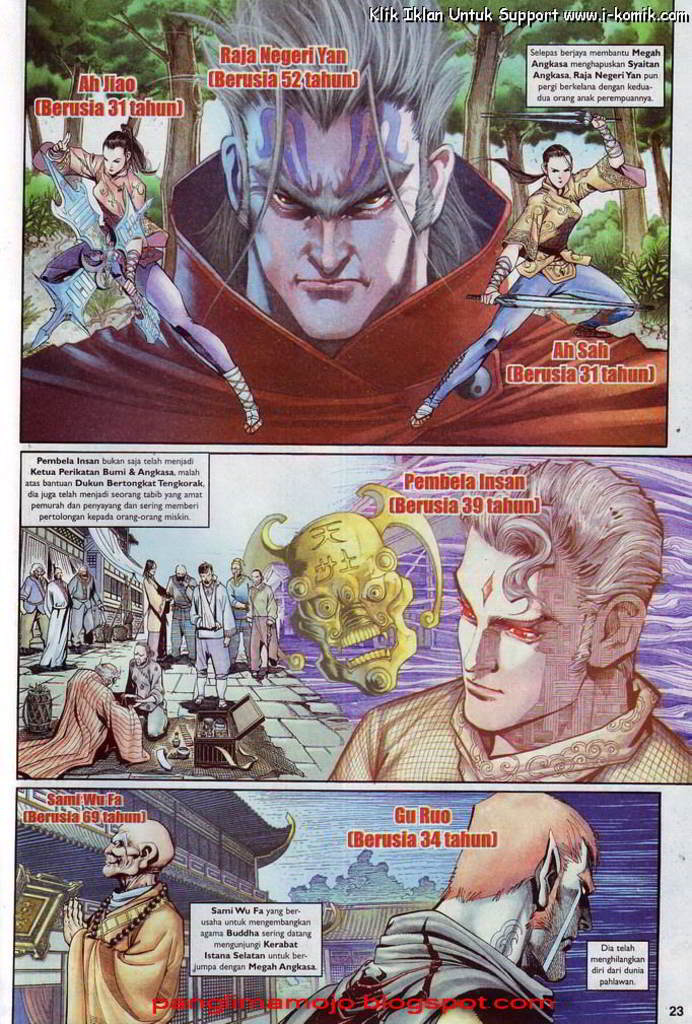 Klik Iklan Untuk Support www.i-komik.com
Raja Negeri Yan
(Berusia 52 tahun)
Ah Jiao
(Berusia 31 tahun)
Selepas berjaya membantu Megah
Angkasa menghapuskan Syaitan
Angkasa, Raja Negeri Yan pun
pergi berkelana dengan kedua-
dua orang anak perempuannya.
Ah Sah
(Berusia 31 tahun)
Pembela Insan bukan saja telah menjadi
Ketua Perikatan Bumi & Angkasa, malah
atas bantuan Dukun Bertongkat Tengkorak,
dia juga telah menjadi seorang tabib yang amat
pemurah dan penyayang dan sering memberi
pertolongan kepada orang-orang miskin.
Pembela Insan
(Berusia 39 tahun)
天
Sami Wu Fa
(Berusia 69 tahun)
Gu Ruo
(Berusia 34 tahun)
Sami Wu Fa yang ber-
usaha untuk mengembangkan
agama Buddha sering datang
mengunjungi Kerabat
Istana Selatan untuk ber-
jumpa dengan Megah Angkasa.
Dia telah
menghilangkan
diri dari dunia
pahlawan.
panglimamojo.blogspot.com
23